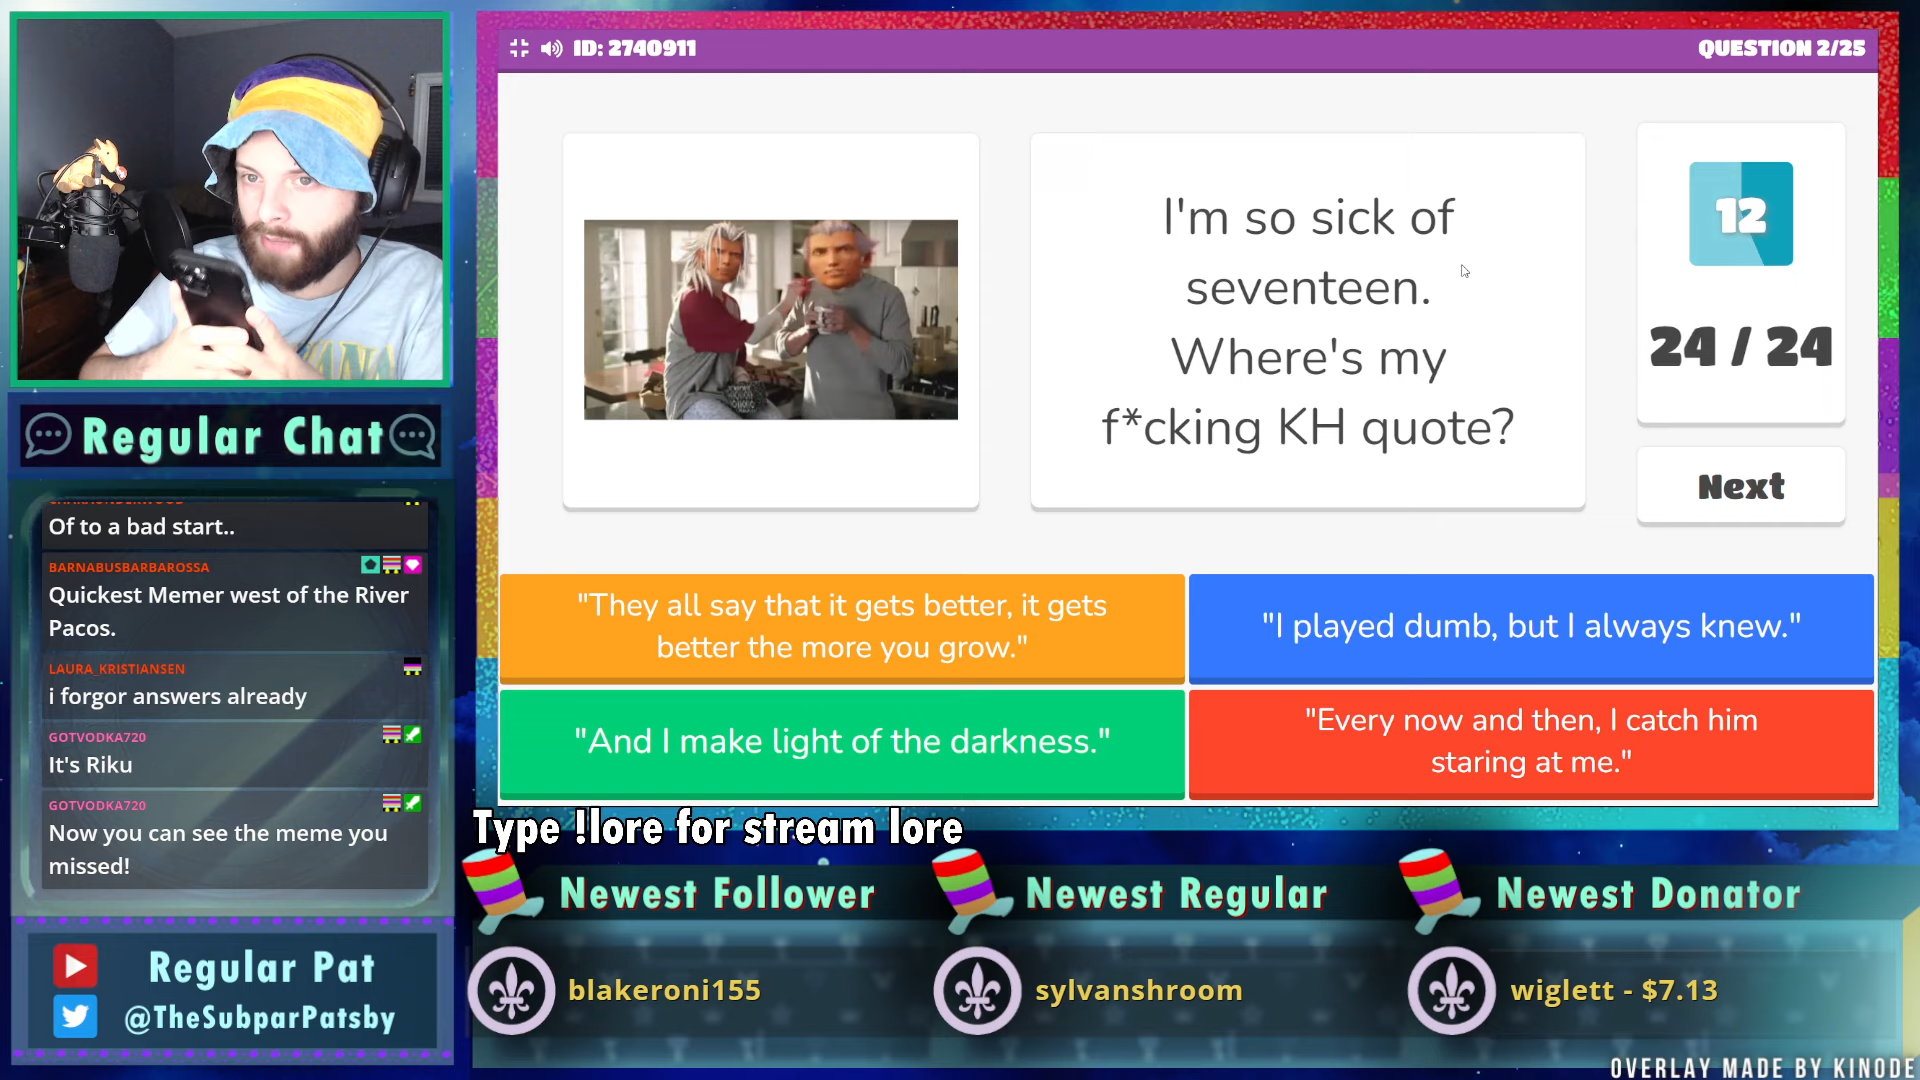 ID: 2740911
QUESTION 2/25
I'm so sick of
seventeen.
Where's my
f*cking KH quote?
12
24 / 24
Next
"They all say that it gets better, it gets
better the more you grow."
"I played dumb, but I always knew."
"And I make light of the darkness."
"Every now and then, I catch him
staring at me."
Regular Chat
Of to a bad start..
BARNABUSBARBAROSSA
Quickest Memer west of the River
Pacos.
LAURA_KRISTIANSEN
i forgor answers already
GOTVODKA720
It's Riku
GOTVODKA720
Now you can see the meme you
missed!
Regular Pat
@TheSubparPatsby
Type !lore for stream lore
Newest Follower
blakeroni155
Newest Regular
sylvanshroom
Newest Donator
wiglett - $7.13
OVERLAY MADE BY KINODE